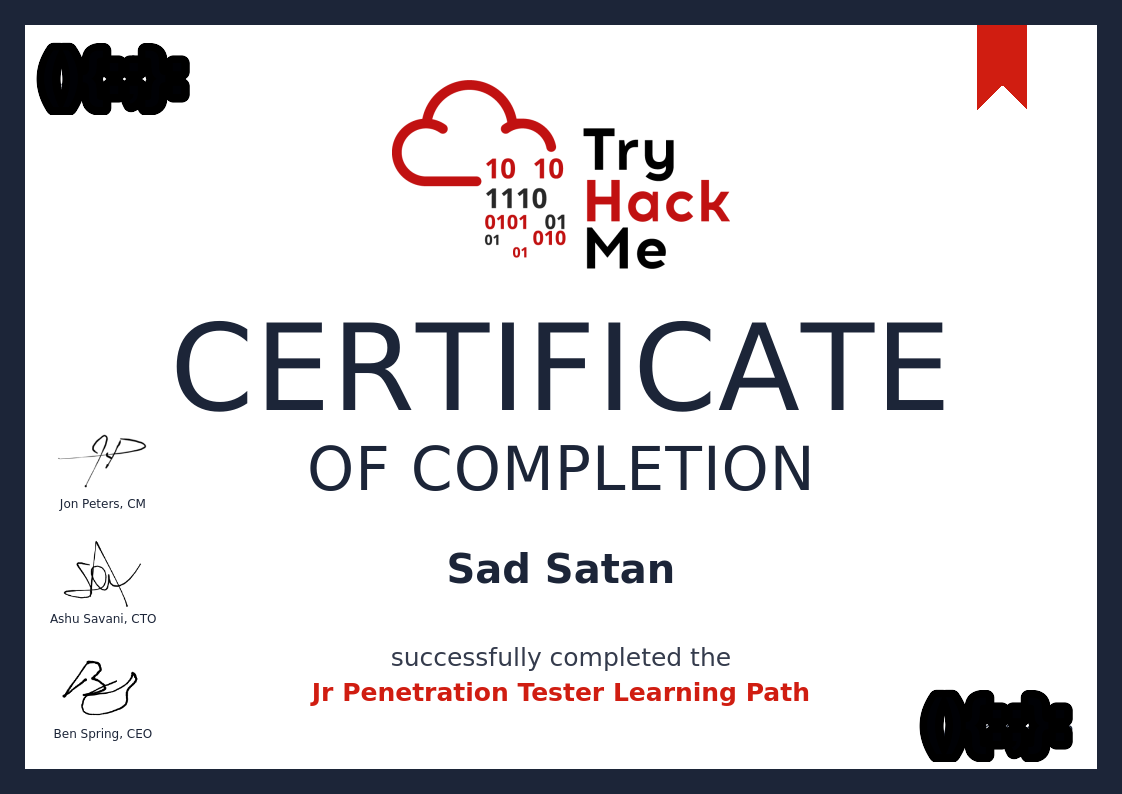 10 10
1110
0101 01
01 010
01
Try
Hack
Me
CERTIFICATE
OF COMPLETION
Jon Peters, CM
Sad Satan
Ashu Savani, CTO
successfully completed the
Jr Penetration Tester Learning Path
Ben Spring, CEO